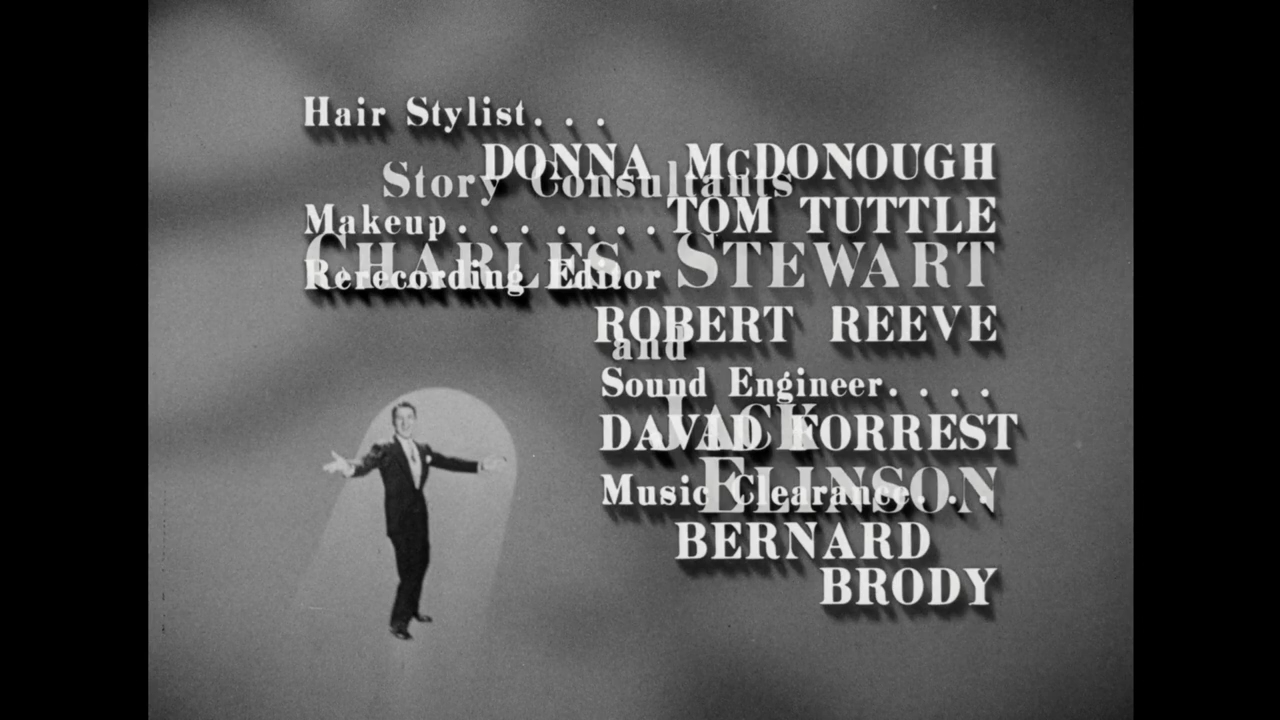 Hair Stylist. . .
DONNA McDONOUGH
Story Consultants
Makeup. . . . . . .TOM TUTTLE
CHARLES STEWART
Rerecording Editor
ROBERT REEVE
and
Sound Engineer. . . .
JACK
DAVID FORREST
ELINSON
Music Clearance. . .
BERNARD
BRODY